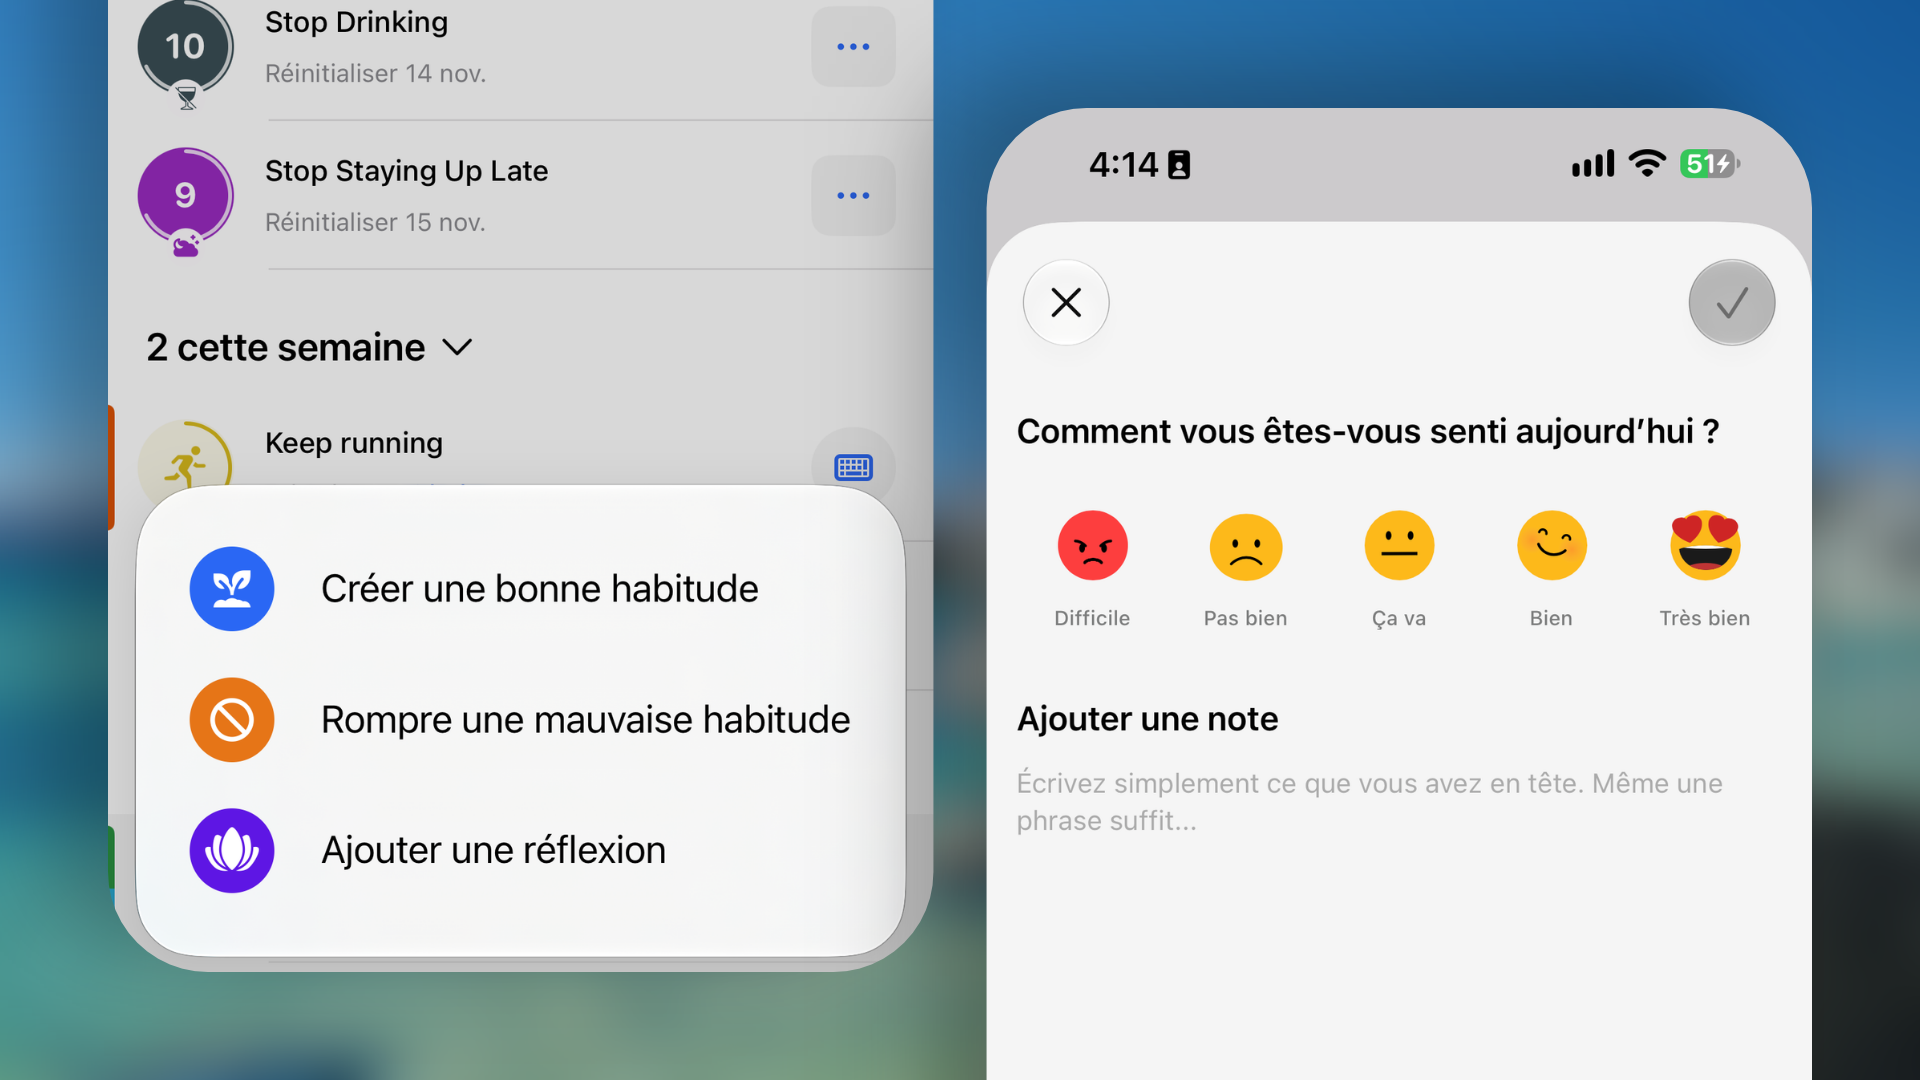 10
Stop Drinking
Réinitialiser 14 nov.
9
Stop Staying Up Late
Réinitialiser 15 nov.
2 cette semaine
Keep running
Créer une bonne habitude
Rompre une mauvaise habitude
Ajouter une réflexion
4:14
51
Comment vous êtes-vous senti aujourd’hui ?
Difficile
Pas bien
Ça va
Bien
Très bien
Ajouter une note
Écrivez simplement ce que vous avez en tête. Même une
phrase suffit...